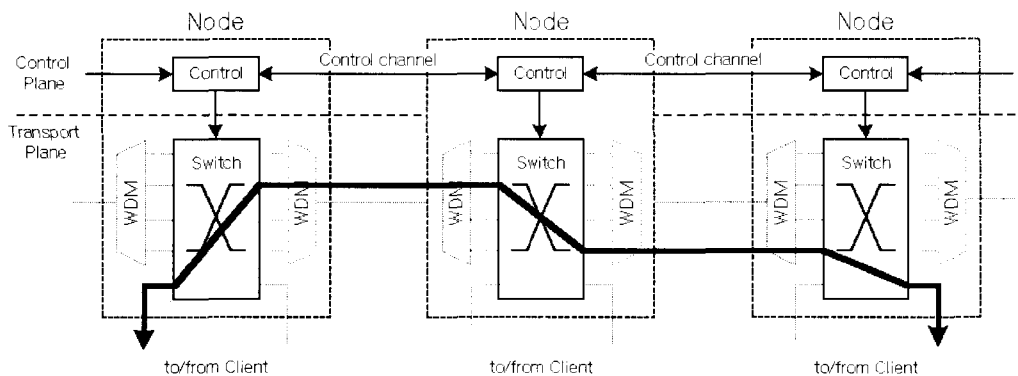 Node Node Node
Control Plane
Control Control channel Control Control channel Control
Transport Plane
Switch Switch Switch
WDM WDM WDM WDM WDM WDM
to/from Client to/from Client to/from Client